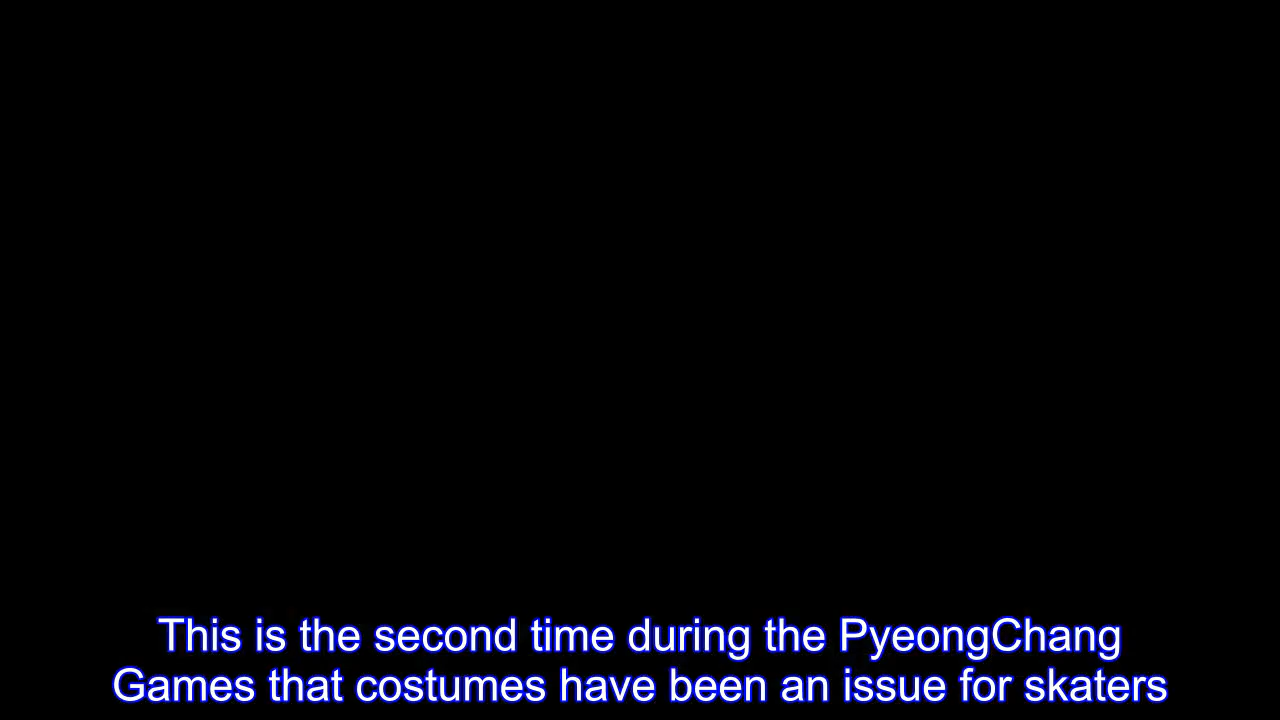 This is the second time during the PyeongChang
Games that costumes have been an issue for skaters